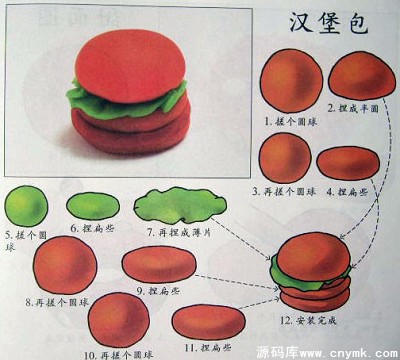 汉堡包
1. 搓个圆球
2. 捏成半圆
3. 再搓个圆球
4. 捏扁些
5. 搓个圆
球
6. 捏扁些
7. 再捏成薄片
8. 再搓个圆球
9. 捏扁些
10. 再搓个圆球
11. 捏扁些
12. 安装完成
源码库 - www.cnymk.com